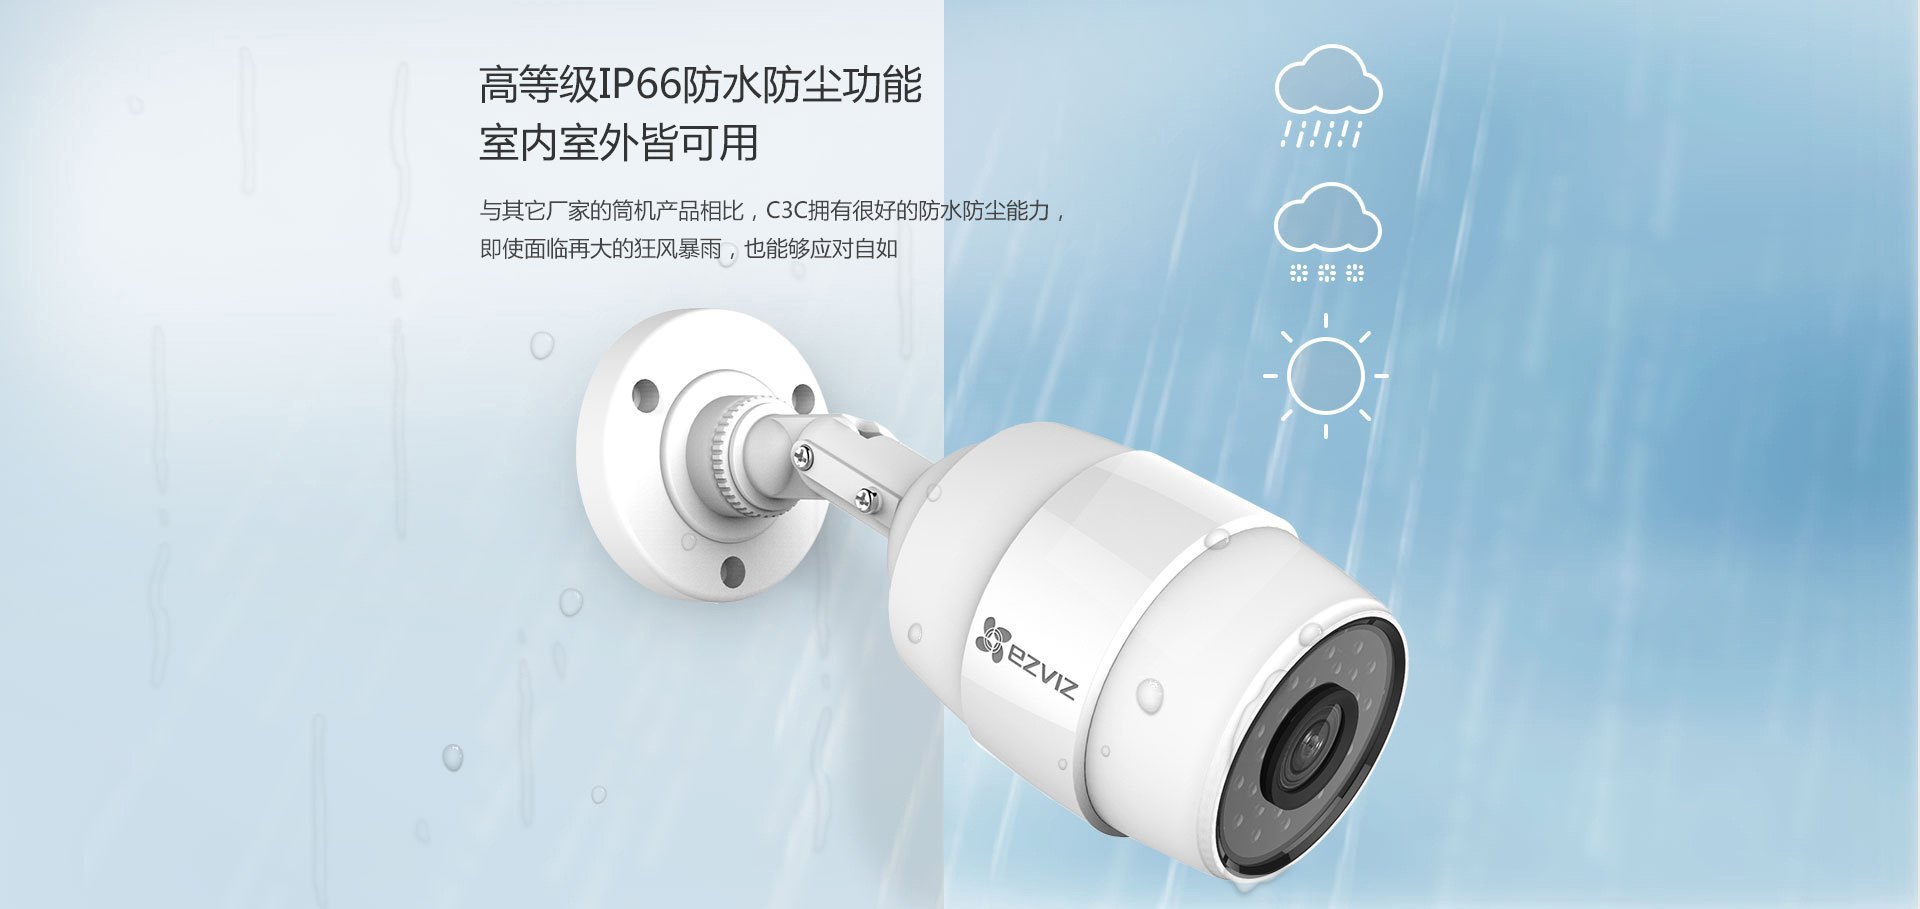 高等级IP66防水防尘功能
室内室外皆可用
与其它厂家的筒机产品相比，C3C拥有很好的防水防尘能力，
即使面临再大的狂风暴雨，也能够应对自如
ezviz